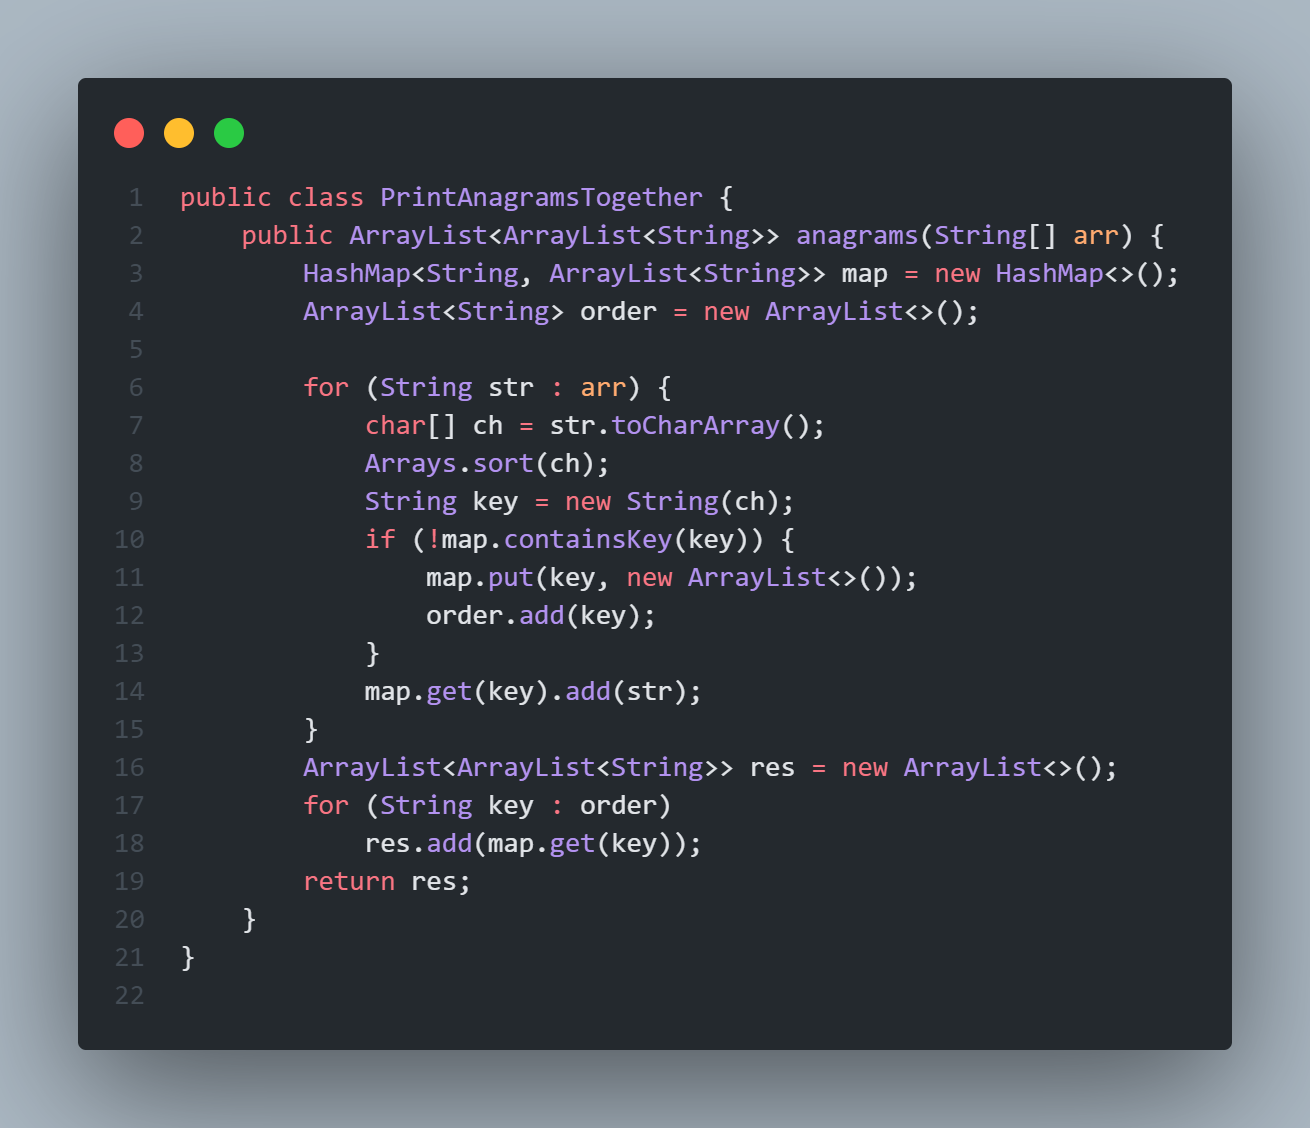 1 public class PrintAnagramsTogether {
2     public ArrayList<ArrayList<String>> anagrams(String[] arr) {
3         HashMap<String, ArrayList<String>> map = new HashMap<>();
4         ArrayList<String> order = new ArrayList<>();
5
6         for (String str : arr) {
7             char[] ch = str.toCharArray();
8             Arrays.sort(ch);
9             String key = new String(ch);
10             if (!map.containsKey(key)) {
11                 map.put(key, new ArrayList<>());
12                 order.add(key);
13             }
14             map.get(key).add(str);
15         }
16         ArrayList<ArrayList<String>> res = new ArrayList<>();
17         for (String key : order)
18             res.add(map.get(key));
19         return res;
20     }
21 }
22